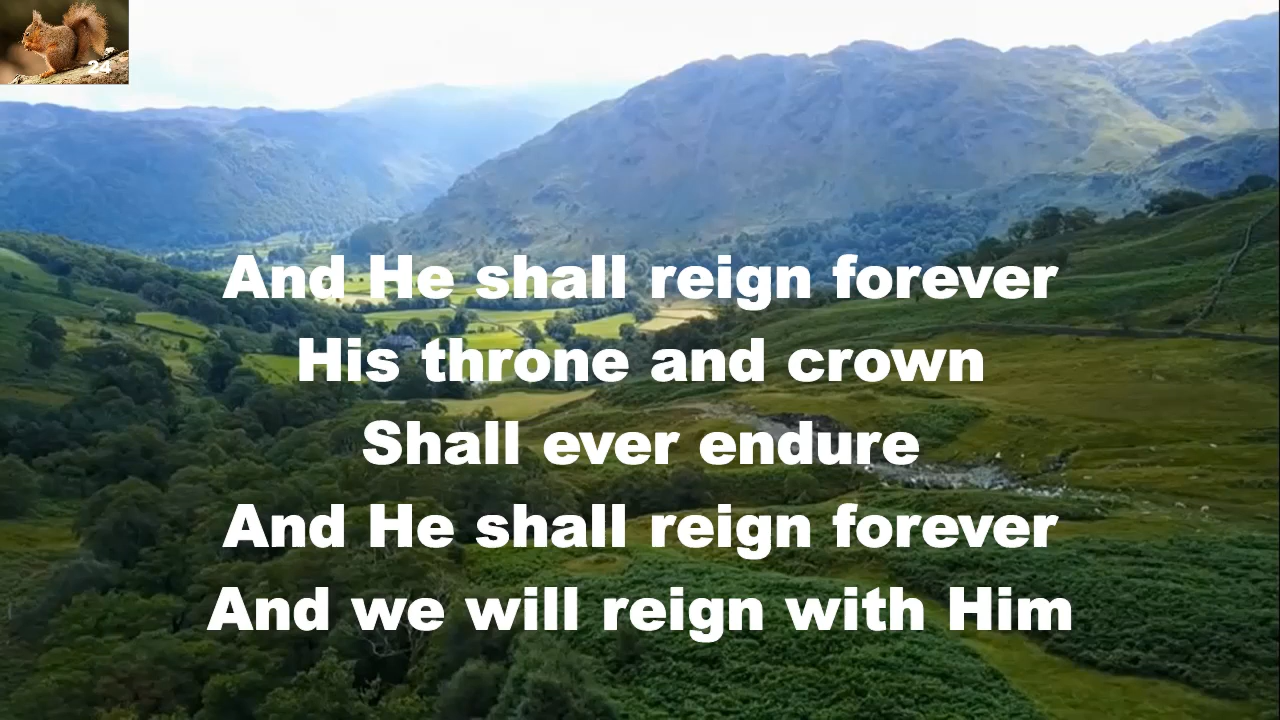 24
And He shall reign forever
His throne and crown
Shall ever endure
And He shall reign forever
And we will reign with Him